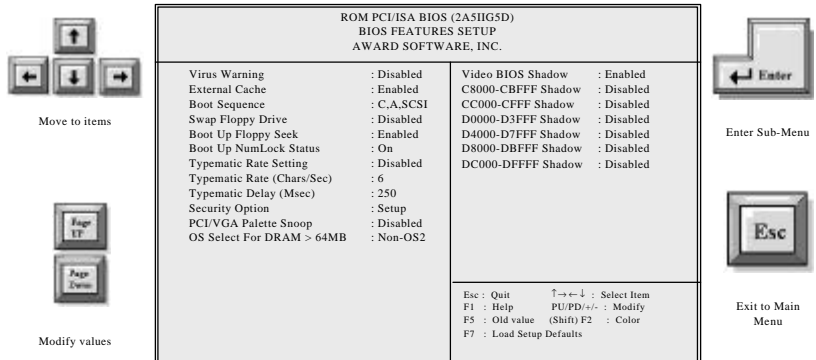 ROM PCI/ISA BIOS (2A5IIG5D)
BIOS FEATURES SETUP
AWARD SOFTWARE, INC.
Virus Warning : Disabled
External Cache : Enabled
Boot Sequence : C,A,SCSI
Swap Floppy Drive : Disabled
Boot Up Floppy Seek : Enabled
Boot Up NumLock Status : On
Typematic Rate Setting : Disabled
Typematic Rate (Chars/Sec) : 6
Typematic Delay (Msec) : 250
Security Option : Setup
PCI/VGA Palette Snoop : Disabled
OS Select For DRAM > 64MB : Non-OS2
Video BIOS Shadow : Enabled
C8000-CBFFF Shadow : Disabled
CC000-CFFF Shadow : Disabled
D0000-D3FFF Shadow : Disabled
D4000-D7FFF Shadow : Disabled
D8000-DBFFF Shadow : Disabled
DC000-DFFFF Shadow : Disabled
Esc : Quit ↑→←↓ : Select Item
F1 : Help PU/PD/+/- : Modify
F5 : Old value (Shift) F2 : Color
F7 : Load Setup Defaults
Move to items
Page
UP
Page
Down
Modify values
Enter
Enter Sub-Menu
Esc
Exit to Main
Menu